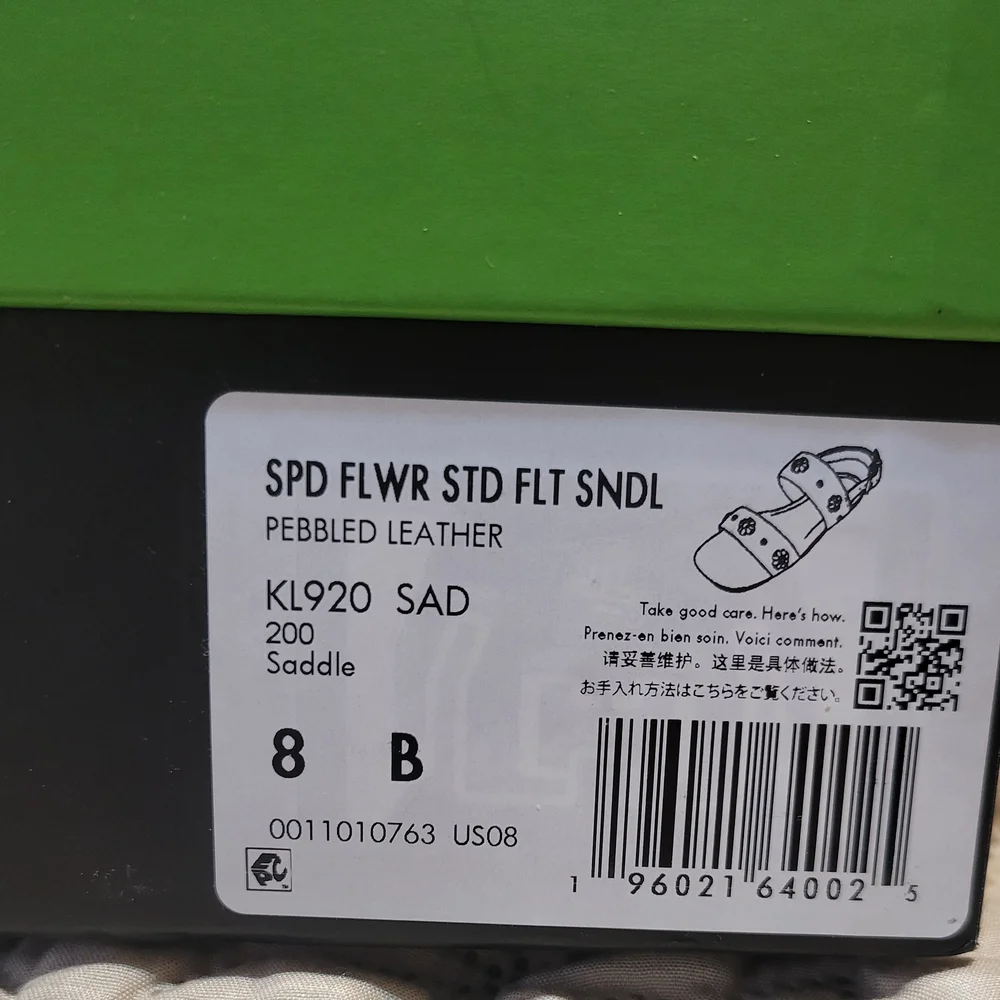 SPD FLWR STD FLT SNDL
PEBBLED LEATHER
KL920 SAD
200
Saddle
Take good care. Here's how.
Prenez-en bien soin. Voici comment.
请妥善维护。这里是具体做法。
お手入れ方法はこちらをご覧ください。
8 B
0011010763 US08
EPC™
1 96021 64002 5